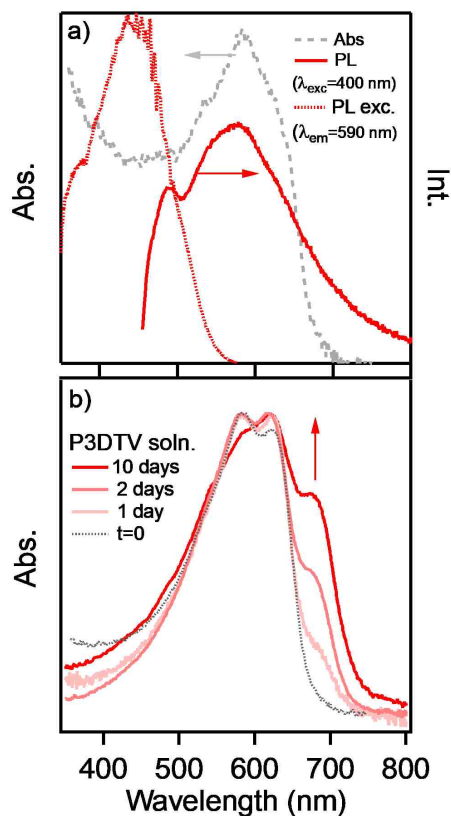 a)
Abs
PL
(λexc=400 nm)
PL exc.
(λem=590 nm)
Abs.
Int.
b)
P3DTV soln.
10 days
2 days
1 day
t=0
Abs.
400 500 600 700 800
Wavelength (nm)